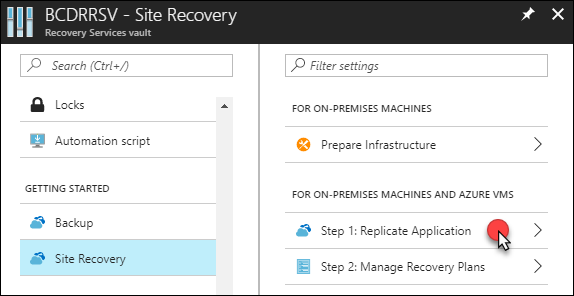 BCDRRSV - Site Recovery
Recovery Services vault
Search (Ctrl+/)
Locks
Automation script
GETTING STARTED
Backup
Site Recovery
Filter settings
FOR ON-PREMISES MACHINES
Prepare Infrastructure
FOR ON-PREMISES MACHINES AND AZURE VMS
Step 1: Replicate Application
Step 2: Manage Recovery Plans